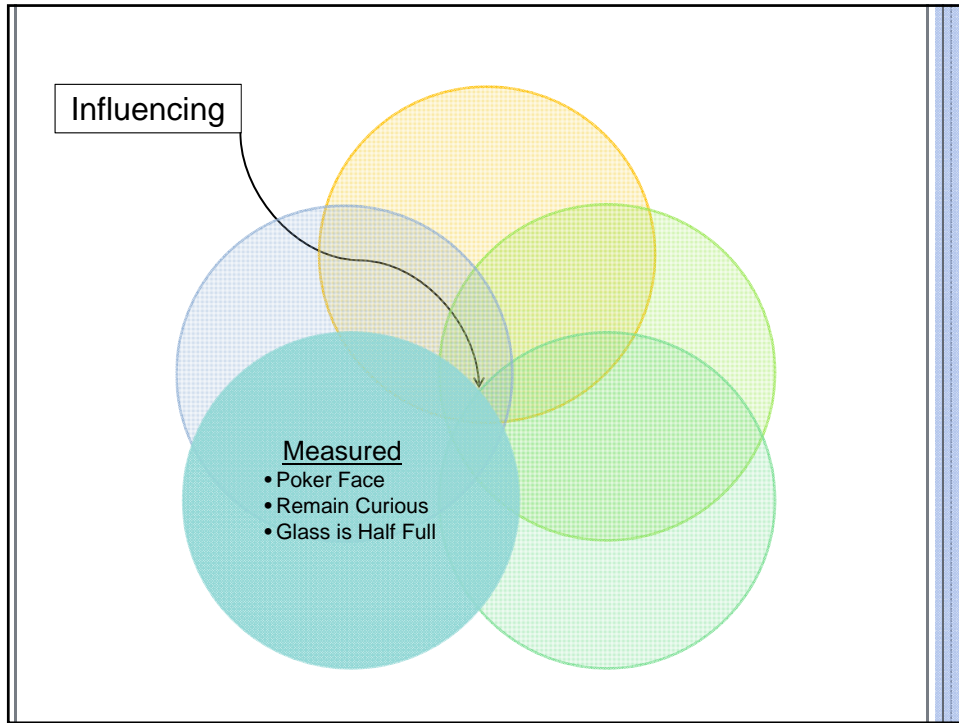 Influencing
Measured
• Poker Face
• Remain Curious
• Glass is Half Full